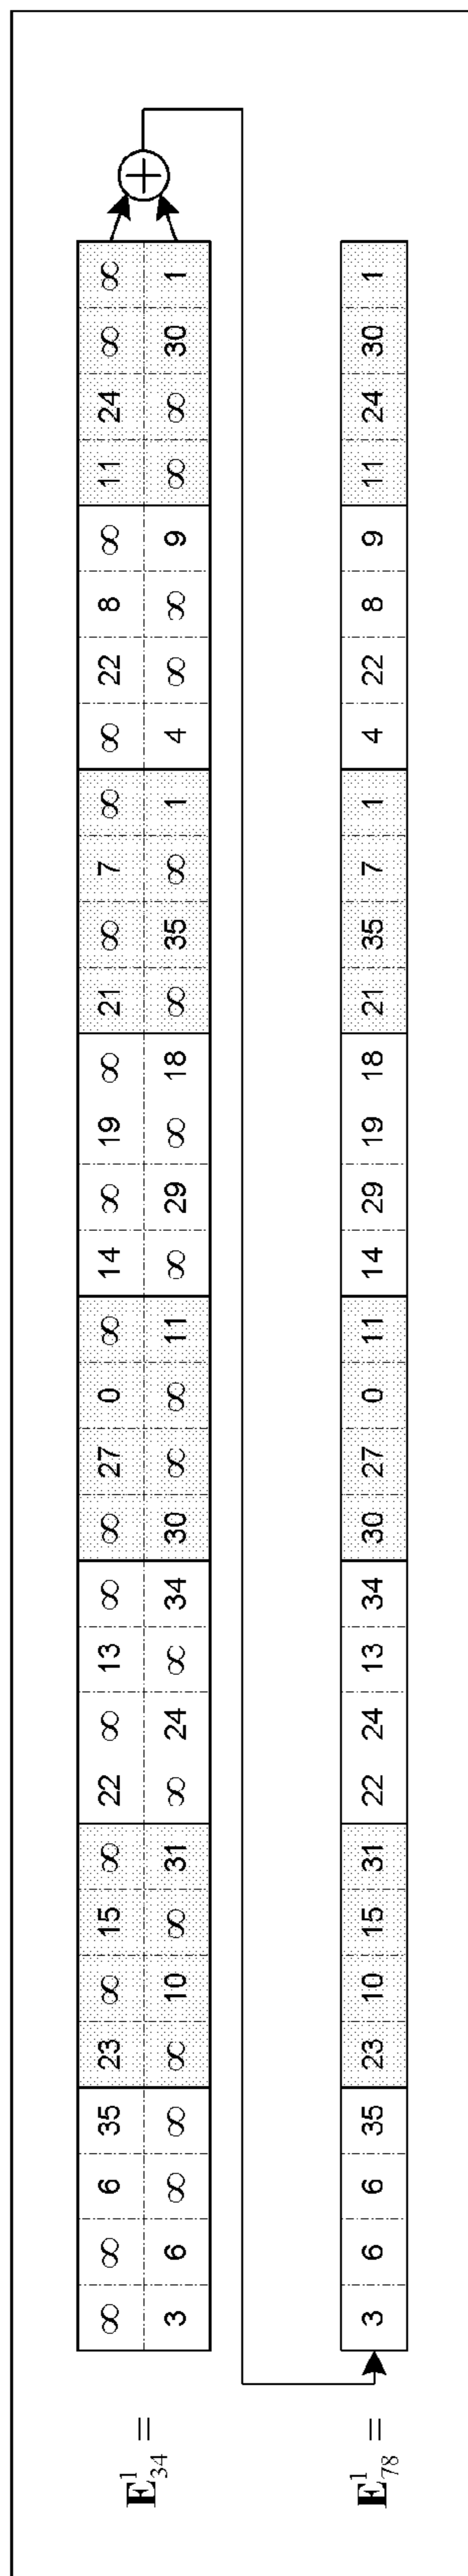 ∞ ∞ 6 35 23 ∞ 15 ∞ 22 ∞ 13 ∞ ∞ 27 0 ∞ 14 ∞ 19 ∞ 21 ∞ 7 ∞ ∞ 22 8 ∞ 11 24 ∞ ∞
E¹₃₄ =
3 6 ∞ ∞ ∝ 10 ∞ 31 ∞ 24 ∝ 34 30 ∝ ∞ 11 ∞ 29 ∞ 18 ∞ 35 ∞ 1 4 ∞ ∞ 9 ∞ ∞ 30 1
E¹₇₈ = 3 6 6 35 23 10 15 31 22 24 13 34 30 27 0 11 14 29 19 18 21 35 7 1 4 22 8 9 11 24 30 1